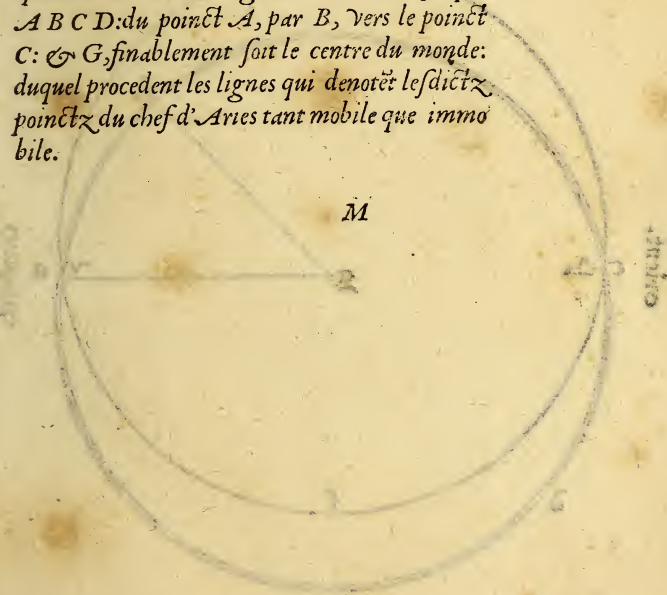 A B C D:du poinct A, par B, vers le poinct
C: & G, finablement ſoit le centre du monde:
duquel procedent les lignes qui denotẽt leſdictz
poinctz du chef d'Aries tant mobile que immo
bile.
M